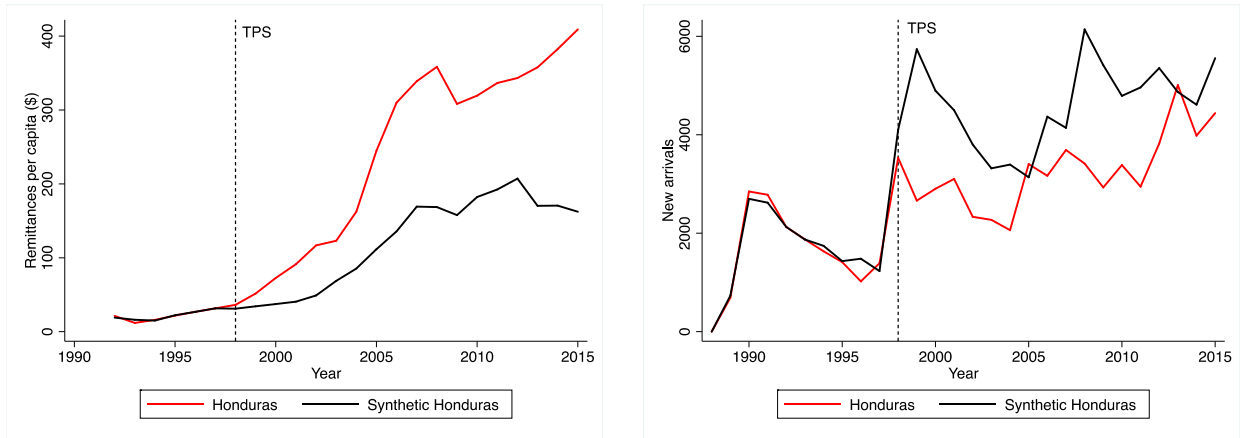 Remittances per capita ($)
400
300
200
100
0
TPS
1990 1995 2000 2005 2010 2015
Year
Honduras Synthetic Honduras
New arrivals
6000
4000
2000
0
TPS
1990 1995 2000 2005 2010 2015
Year
Honduras Synthetic Honduras